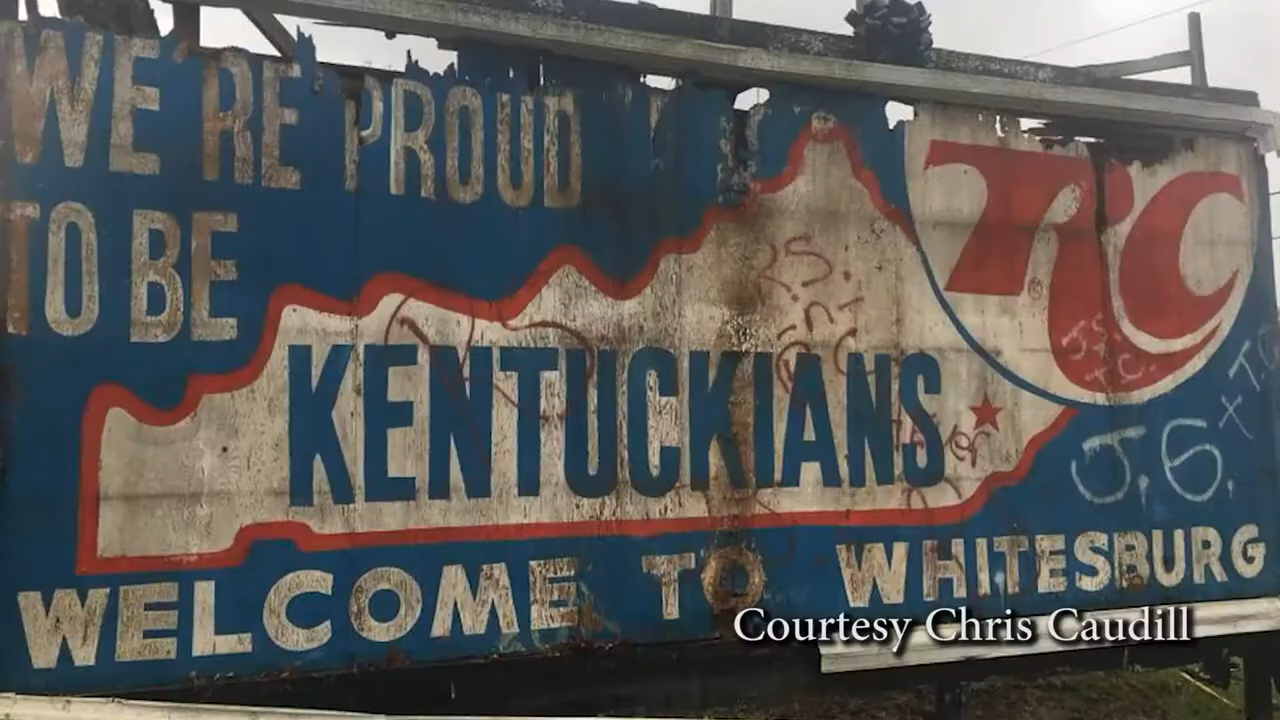 WE'RE PROUD
TO BE
RC
®
R.S.
KENTUCKIANS
J.S.
T.C.
J.G. + T.C
WELCOME TO WHITESBURG
Courtesy Chris Caudill